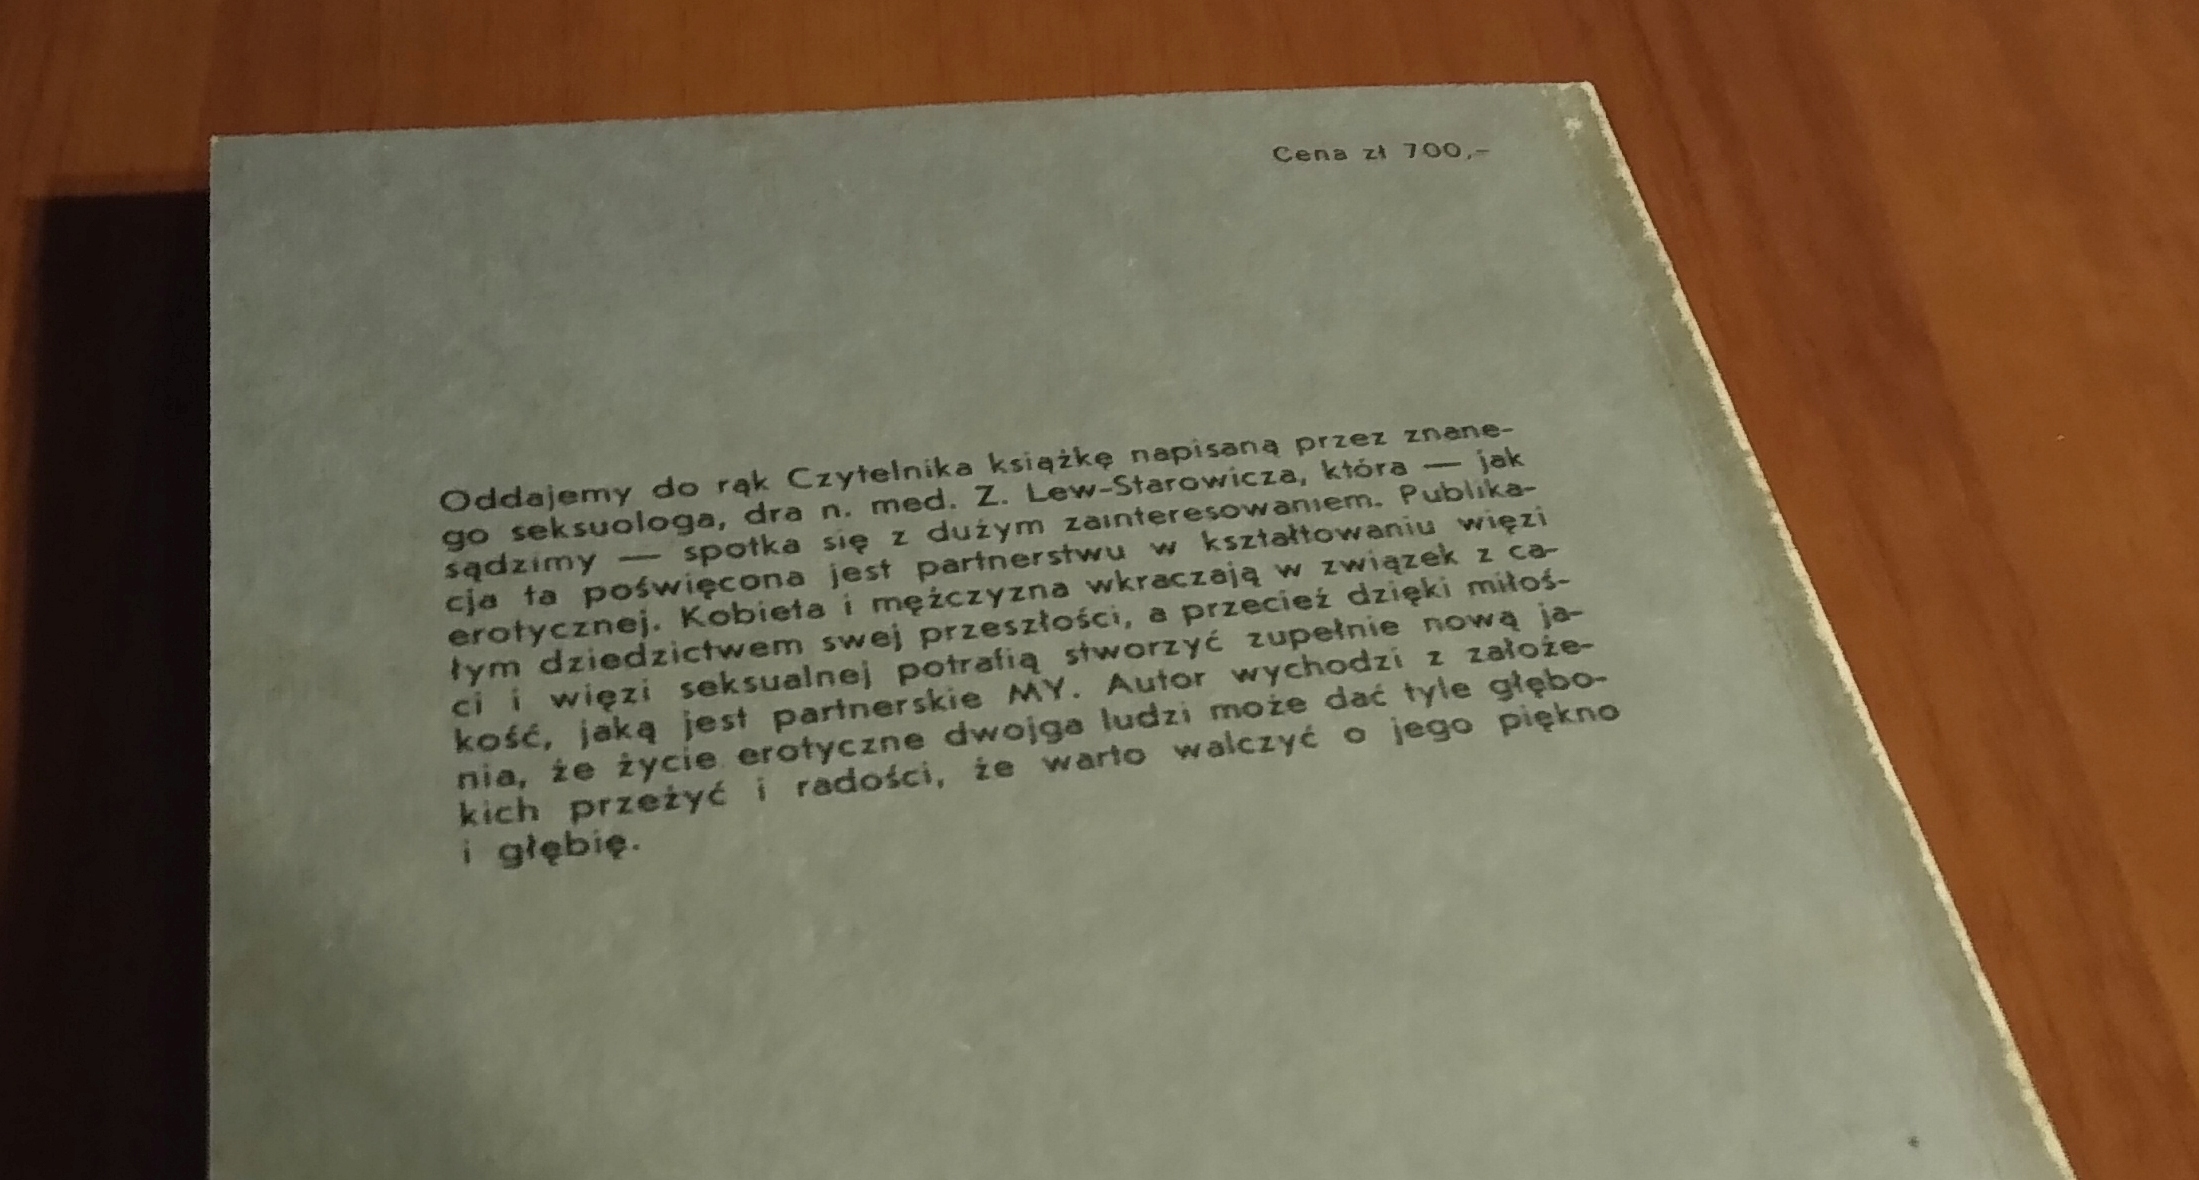 Cena zł 700,-
Oddajemy do rąk Czytelnika książkę napisaną przez znane-
go seksuologa, dra n. med. Z. Lew-Starowicza, która — jak
sądzimy — spotka się z dużym zainteresowaniem. Publika-
cja ta poświęcona jest partnerstwu w kształtowaniu więzi
erotycznej. Kobieta i mężczyzna wkraczają w związek z ca-
łym dziedzictwem swej przeszłości, a przecież dzięki miłoś-
ci i więzi seksualnej potrafią stworzyć zupełnie nową ja-
kość, jaką jest partnerskie MY. Autor wychodzi z założe-
nia, że życie erotyczne dwojga ludzi może dać tyle głębo-
kich przeżyć i radości, że warto walczyć o jego piękno
i głębię.